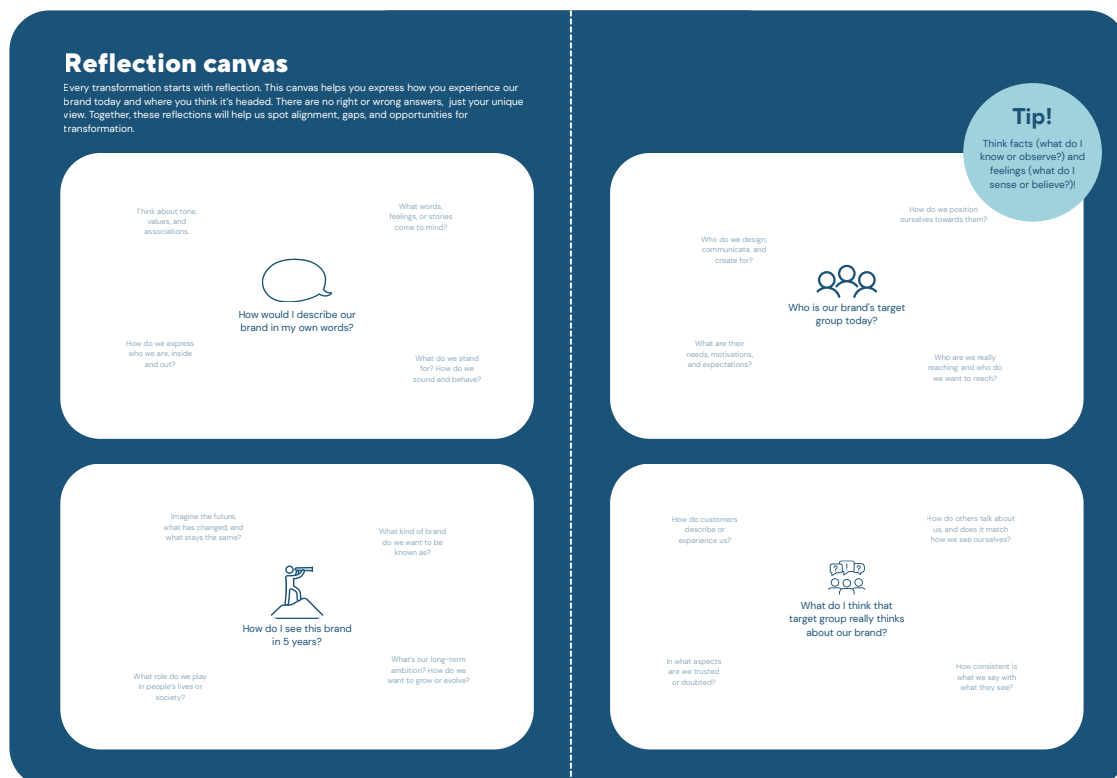 Reflection canvas
Every transformation starts with reflection. This canvas helps you express how you experience our
brand today and where you think it's headed. There are no right or wrong answers, just your unique
view. Together, these reflections will help us spot alignment, gaps, and opportunities for
transformation.
Tip!
Think facts (what do I
know or observe?) and
feelings (what do I
sense or believe?)!
Think about tone,
values, and
associations.
What words,
feelings, or stories
come to mind?
How would I describe our
brand in my own words?
How do we express
who we are, inside
and out?
What do we stand
for? How do we
sound and behave?
How do we position
ourselves towards them?
Who do we design,
communicate, and
create for?
Who is our brand's target
group today?
What are their
needs, motivations,
and expectations?
Who are we really
reaching, and who do
we want to reach?
Imagine the future,
what has changed, and
what stays the same?
What kind of brand
do we want to be
known as?
How do I see this brand
in 5 years?
What role do we play
in people's lives or
society?
What's our long-term
ambition? How do we
want to grow or evolve?
How do customers
describe or
experience us?
How do others talk about
us, and does it match
how we see ourselves?
? ! ?
What do I think that
target group really thinks
about our brand?
In what aspects
are we trusted
or doubted?
How consistent is
what we say with
what they see?